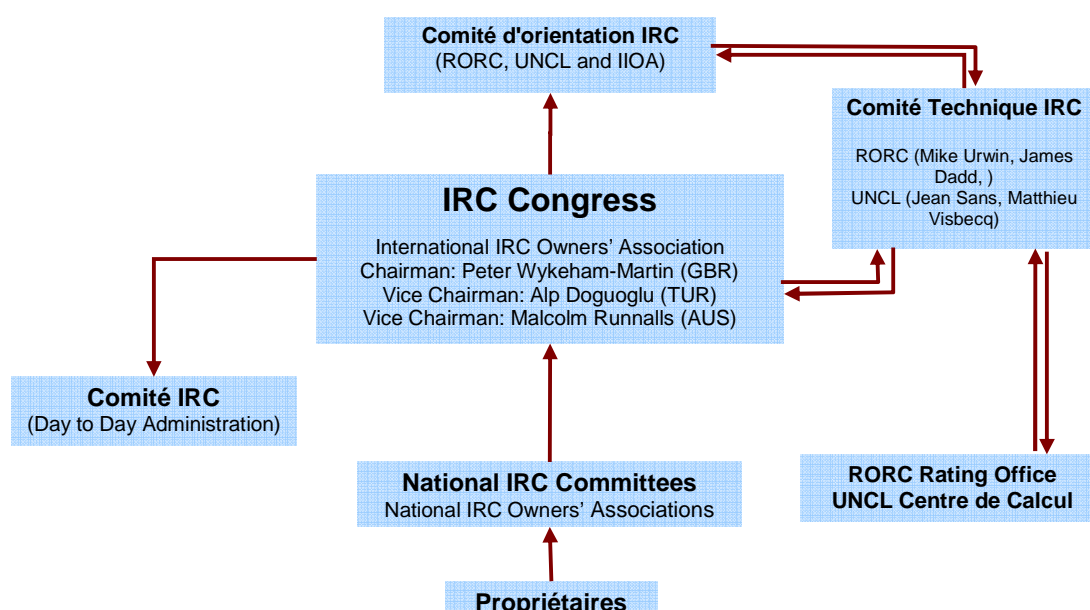 Comité d'orientation IRC
(RORC, UNCL and IIOA)
Comité Technique IRC
RORC (Mike Urwin, James
Dadd, )
UNCL (Jean Sans, Matthieu
Visbecq)
IRC Congress
International IRC Owners’ Association
Chairman: Peter Wykeham-Martin (GBR)
Vice Chairman: Alp Doguoglu (TUR)
Vice Chairman: Malcolm Runnalls (AUS)
Comité IRC
(Day to Day Administration)
National IRC Committees
National IRC Owners’ Associations
RORC Rating Office
UNCL Centre de Calcul
Propriétaires